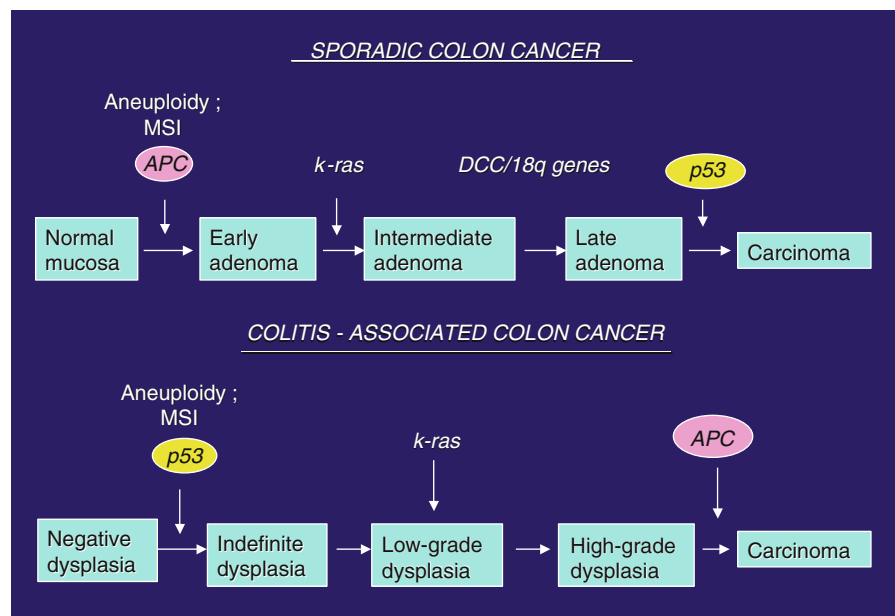 SPORADIC COLON CANCER
Aneuploidy ;
MSI
APC
k-ras
DCC/18q genes
p53
Normal
mucosa
Early
adenoma
Intermediate
adenoma
Late
adenoma
Carcinoma
COLITIS - ASSOCIATED COLON CANCER
Aneuploidy ;
MSI
p53
k-ras
APC
Negative
dysplasia
Indefinite
dysplasia
Low-grade
dysplasia
High-grade
dysplasia
Carcinoma